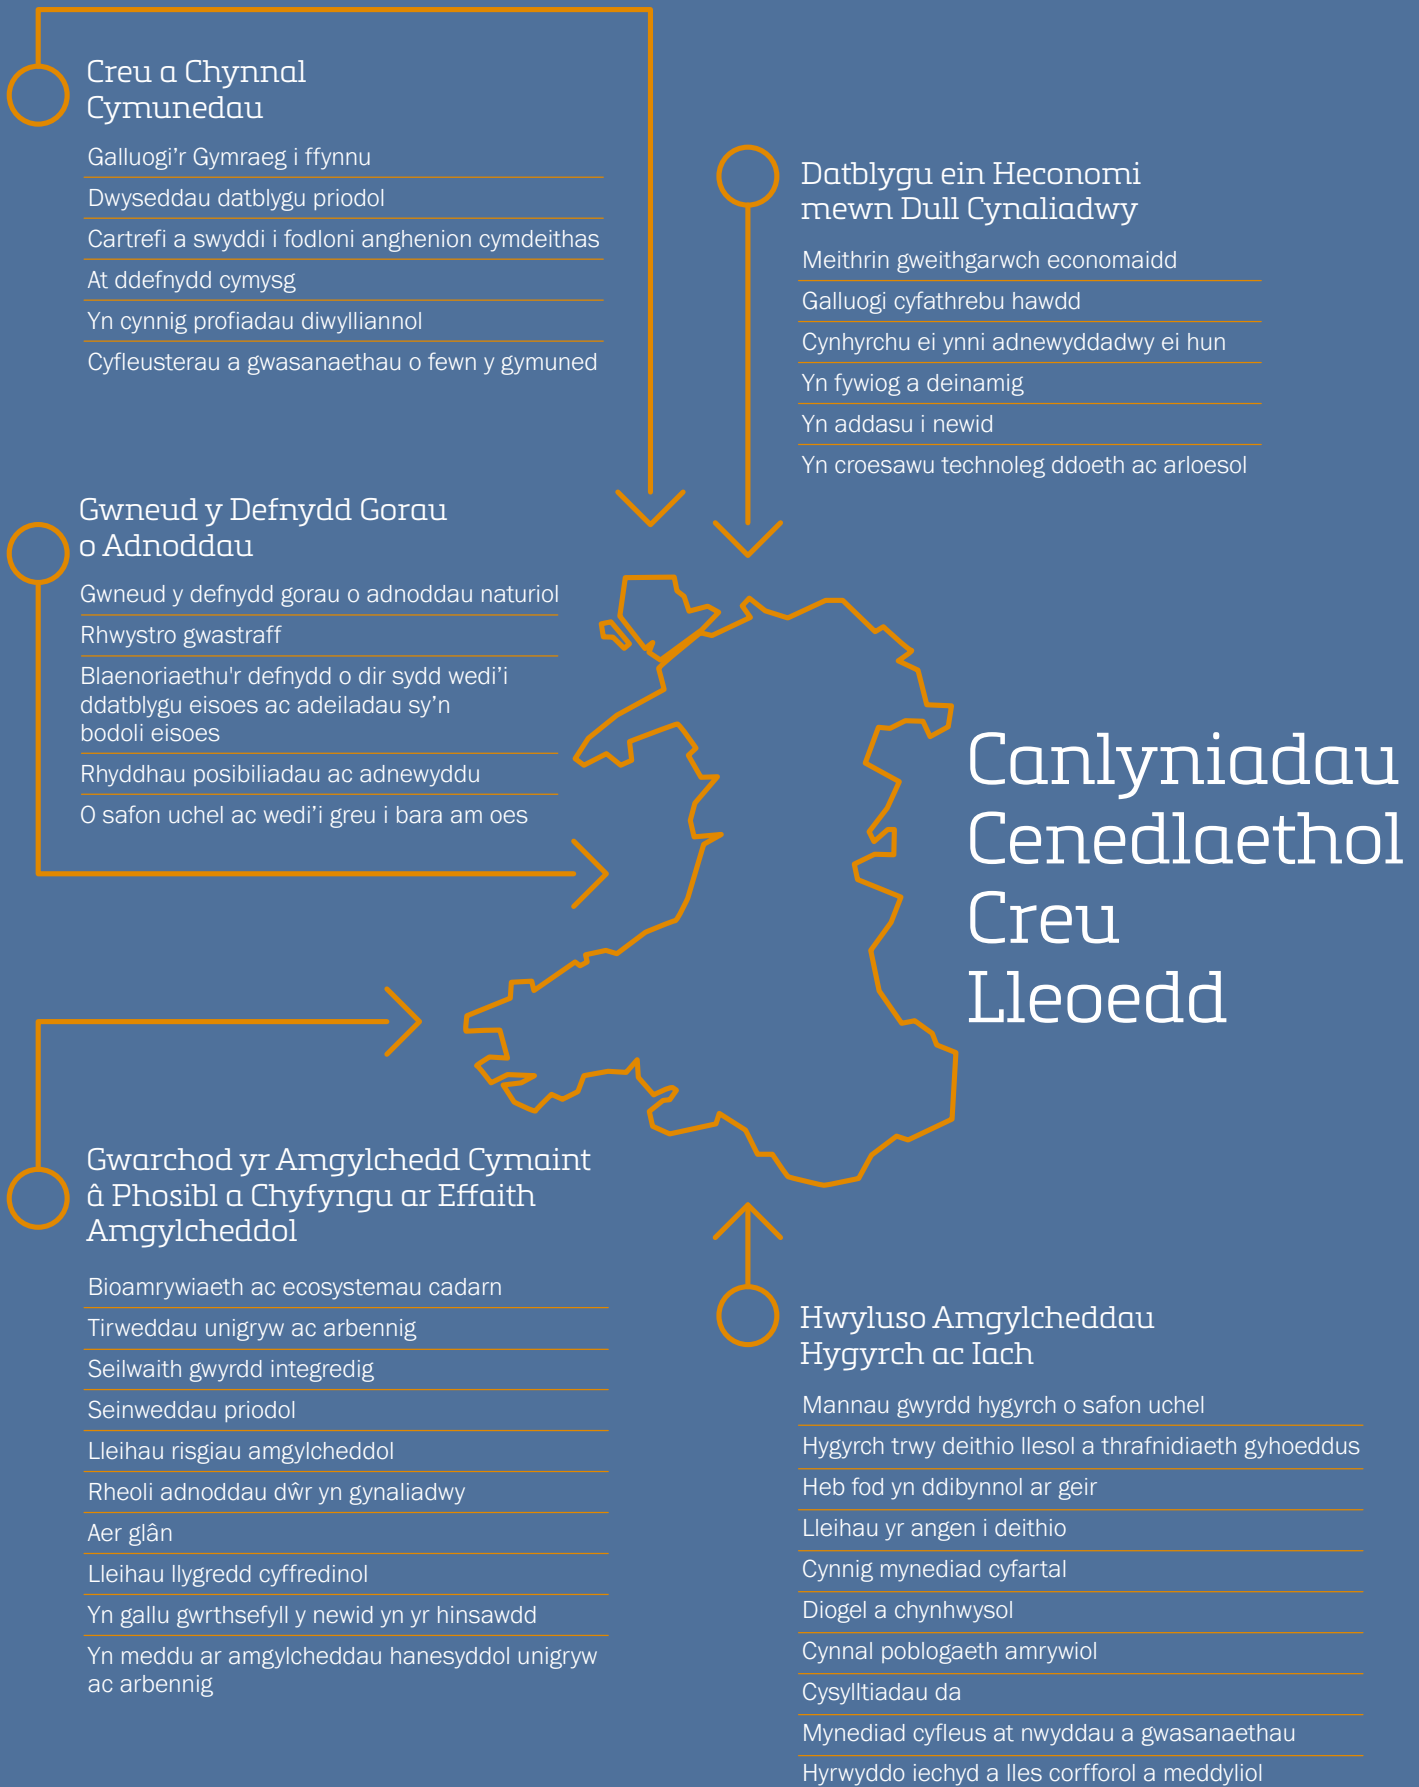 Creu a Chynnal
Cymunedau
Galluogi’r Gymraeg i ffynnu
Dwyseddau datblygu priodol
Cartrefi a swyddi i fodloni anghenion cymdeithas
At ddefnydd cymysg
Yn cynnig profiadau diwylliannol
Cyfleusterau a gwasanaethau o fewn y gymuned
Datblygu ein Heconomi
mewn Dull Cynaliadwy
Meithrin gweithgarwch economaidd
Galluogi cyfathrebu hawdd
Cynhyrchu ei ynni adnewyddadwy ei hun
Yn fywiog a deinamig
Yn addasu i newid
Yn croesawu technoleg ddoeth ac arloesol
Gwneud y Defnydd Gorau
o Adnoddau
Gwneud y defnydd gorau o adnoddau naturiol
Rhwystro gwastraff
Blaenoriaethu'r defnydd o dir sydd wedi’i
ddatblygu eisoes ac adeiladau sy’n
bodoli eisoes
Rhyddhau posibiliadau ac adnewyddu
O safon uchel ac wedi’i greu i bara am oes
Canlyniadau
Cenedlaethol
Creu
Lleoedd
Gwarchod yr Amgylchedd Cymaint
â Phosibl a Chyfyngu ar Effaith
Amgylcheddol
Bioamrywiaeth ac ecosystemau cadarn
Tirweddau unigryw ac arbennig
Seilwaith gwyrdd integredig
Seinweddau priodol
Lleihau risgiau amgylcheddol
Rheoli adnoddau dŵr yn gynaliadwy
Aer glân
Lleihau llygredd cyffredinol
Yn gallu gwrthsefyll y newid yn yr hinsawdd
Yn meddu ar amgylcheddau hanesyddol unigryw
ac arbennig
Hwyluso Amgylcheddau
Hygyrch ac Iach
Mannau gwyrdd hygyrch o safon uchel
Hygyrch trwy deithio llesol a thrafnidiaeth gyhoeddus
Heb fod yn ddibynnol ar geir
Lleihau yr angen i deithio
Cynnig mynediad cyfartal
Diogel a chynhwysol
Cynnal poblogaeth amrywiol
Cysylltiadau da
Mynediad cyfleus at nwyddau a gwasanaethau
Hyrwyddo iechyd a lles corfforol a meddyliol